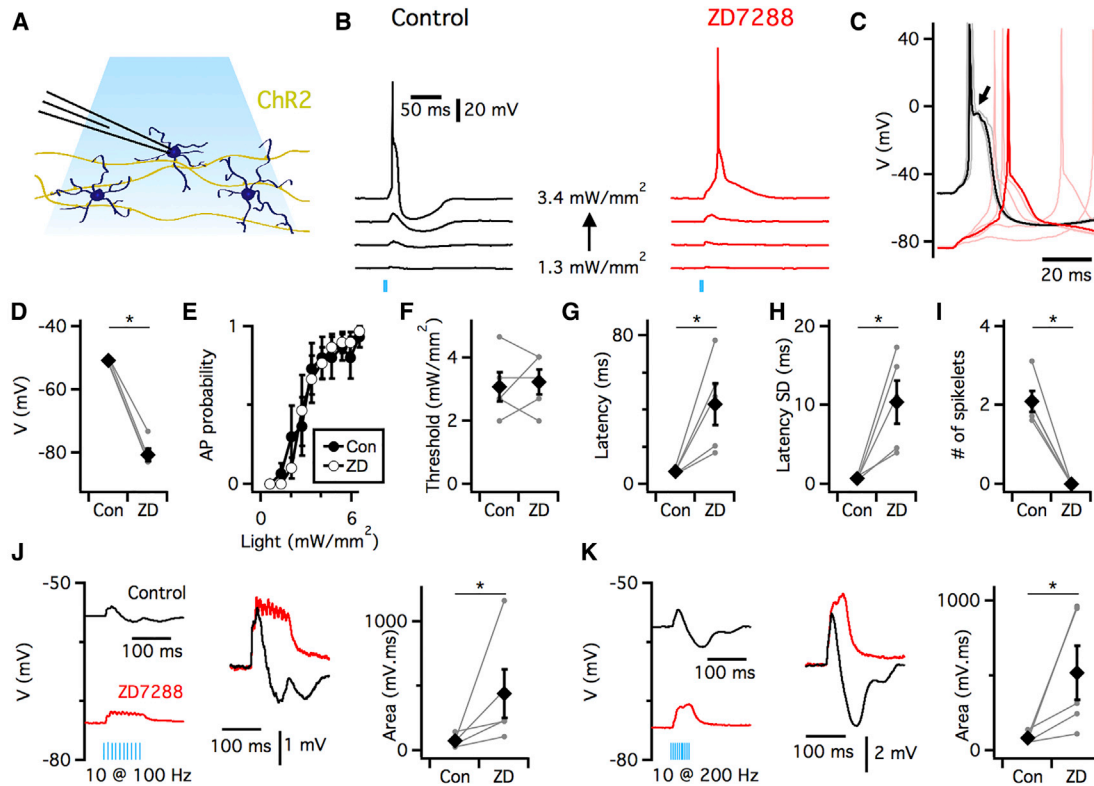 A
ChR2
B
Control
ZD7288
50 ms
20 mV
3.4 mW/mm2
1.3 mW/mm2
C
V (mV)
40
0
-40
-80
20 ms
D
V (mV)
-40
-60
-80
Con ZD
*
E
AP probability
1
0
Con
ZD
0 6
Light (mW/mm2)
F
Threshold (mW/mm2)
4
2
0
Con ZD
G
Latency (ms)
80
0
*
Con ZD
H
Latency SD (ms)
20
10
0
*
Con ZD
I
# of spikelets
4
2
0
*
Con ZD
J
V (mV)
-50
-80
Control
100 ms
ZD7288
10 @ 100 Hz
100 ms
1 mV
Area (mV.ms)
1000
0
*
Con ZD
K
V (mV)
-50
-80
100 ms
10 @ 200 Hz
100 ms
2 mV
Area (mV.ms)
1000
0
*
Con ZD